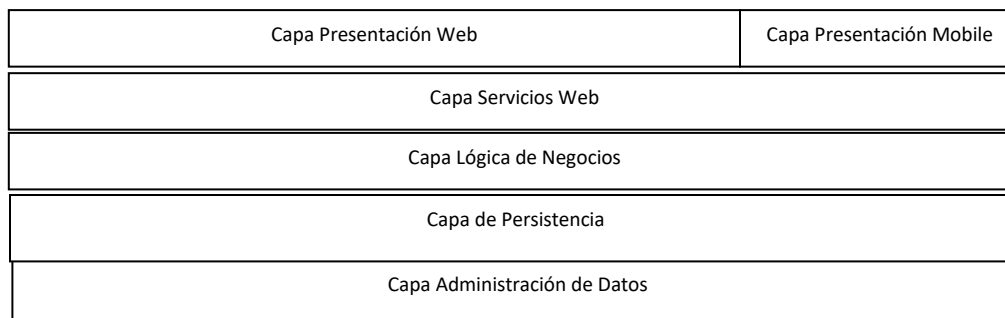 Capa Presentación Web
Capa Presentación Mobile
Capa Servicios Web
Capa Lógica de Negocios
Capa de Persistencia
Capa Administración de Datos